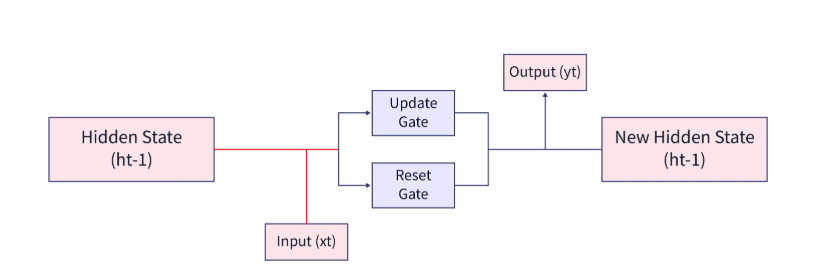 Output (yt)
Update
Gate
Hidden State
(ht-1)
New Hidden State
(ht-1)
Reset
Gate
Input (xt)